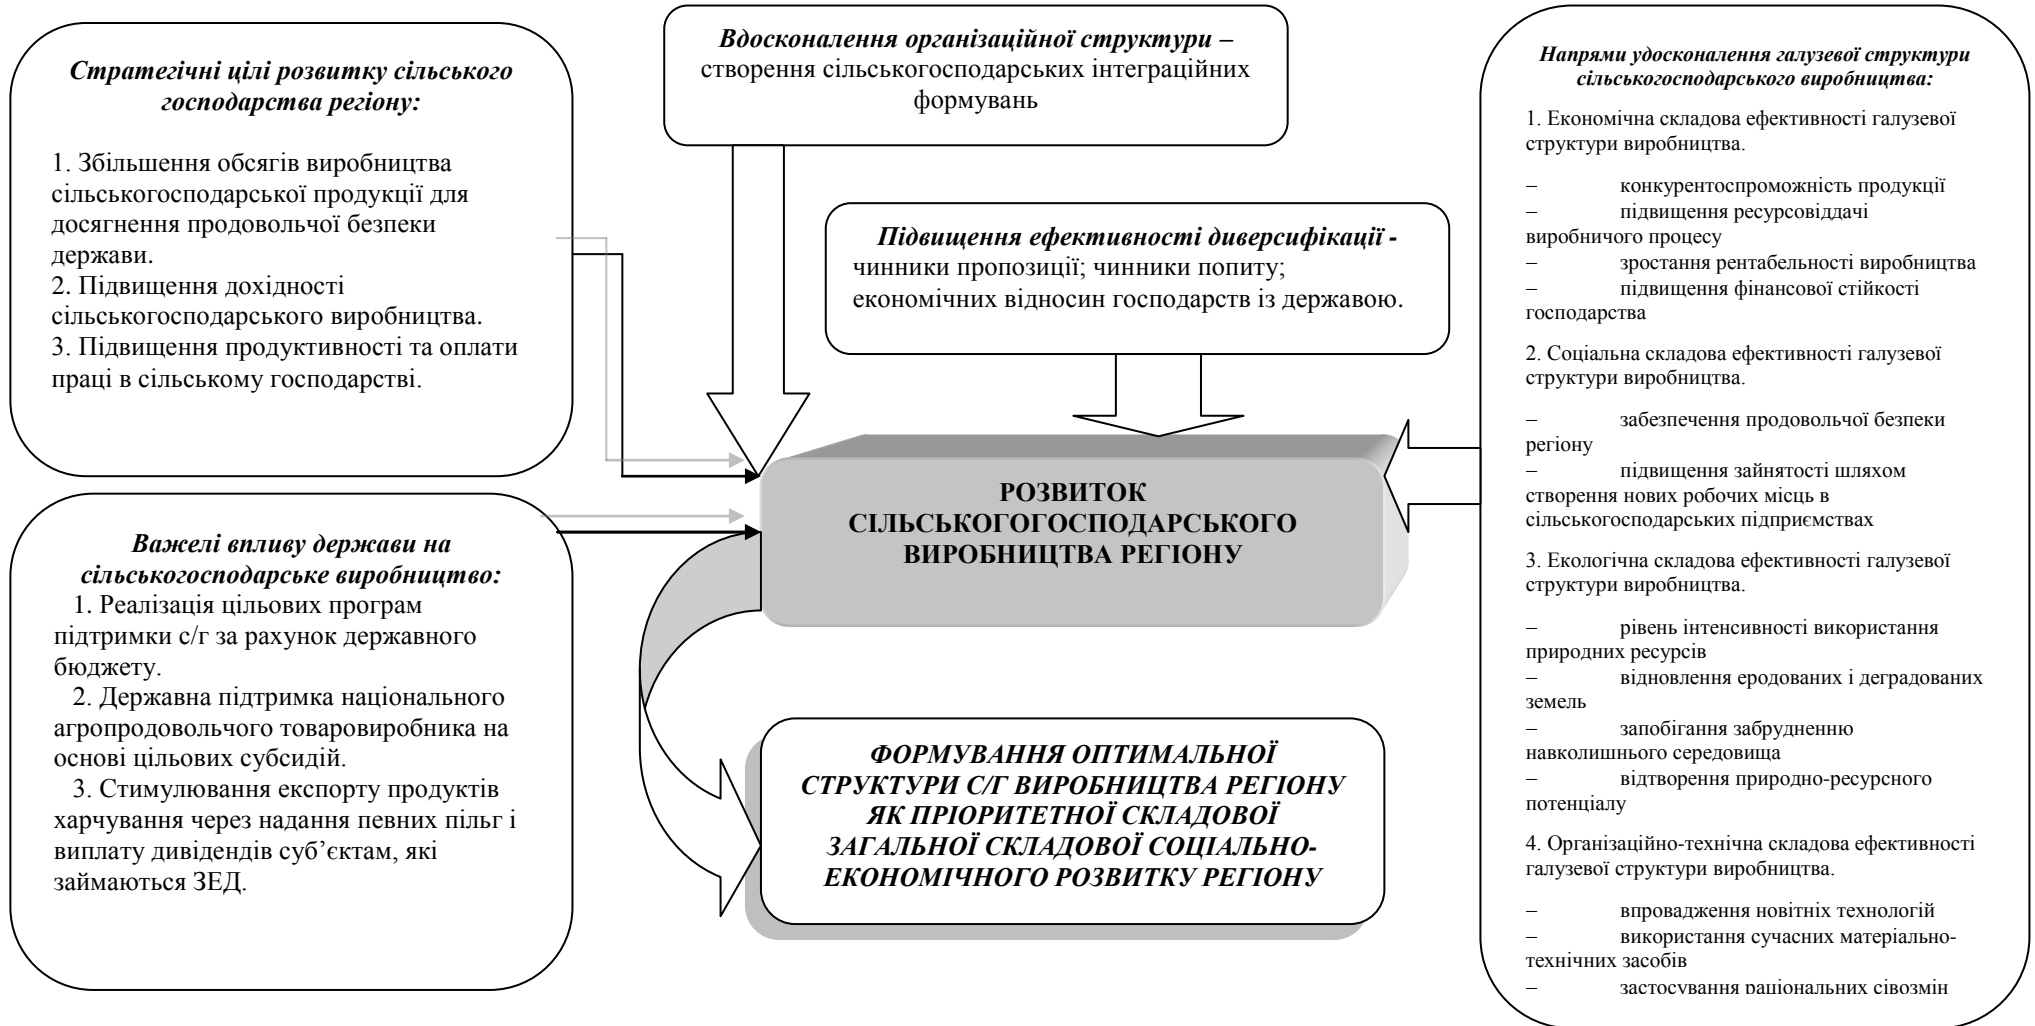 Стратегічні цілі розвитку сільського
господарства регіону:
1. Збільшення обсягів виробництва
сільськогосподарської продукції для
досягнення продовольчої безпеки
держави.
2. Підвищення дохідності
сільськогосподарського виробництва.
3. Підвищення продуктивності та оплати
праці в сільському господарстві.
Важелі впливу держави на
сільськогосподарське виробництво:
1. Реалізація цільових програм
підтримки с/г за рахунок державного
бюджету.
2. Державна підтримка національного
агропродовольчого товаровиробника на
основі цільових субсидій.
3. Стимулювання експорту продуктів
харчування через надання певних пільг і
виплату дивідендів суб’єктам, які
займаються ЗЕД.
Вдосконалення організаційної структури –
створення сільськогосподарських інтеграційних
формувань
Підвищення ефективності диверсифікації -
чинники пропозиції; чинники попиту;
економічних відносин господарств із державою.
РОЗВИТОК
СІЛЬСЬКОГОГОСПОДАРСЬКОГО
ВИРОБНИЦТВА РЕГІОНУ
ФОРМУВАННЯ ОПТИМАЛЬНОЇ
СТРУКТУРИ С/Г ВИРОБНИЦТВА РЕГІОНУ
ЯК ПРІОРИТЕТНОЇ СКЛАДОВОЇ
ЗАГАЛЬНОЇ СКЛАДОВОЇ СОЦІАЛЬНО-
ЕКОНОМІЧНОГО РОЗВИТКУ РЕГІОНУ
Напрями удосконалення галузевої структури
сільськогосподарського виробництва:
1. Економічна складова ефективності галузевої
структури виробництва.
– конкурентоспроможність продукції
– підвищення ресурсовіддачі
виробничого процесу
– зростання рентабельності виробництва
– підвищення фінансової стійкості
господарства
2. Соціальна складова ефективності галузевої
структури виробництва.
– забезпечення продовольчої безпеки
регіону
– підвищення зайнятості шляхом
створення нових робочих місць в
сільськогосподарських підприємствах
3. Екологічна складова ефективності галузевої
структури виробництва.
– рівень інтенсивності використання
природних ресурсів
– відновлення еродованих і деградованих
земель
– запобігання забрудненню
навколишнього середовища
– відтворення природно-ресурсного
потенціалу
4. Організаційно-технічна складова ефективності
галузевої структури виробництва.
– впровадження новітніх технологій
– використання сучасних матеріально-
технічних засобів
– застосування раціональних сівозмін